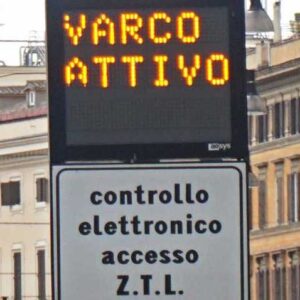 VARCO
ATTIVO
controllo
elettronico
accesso
Z.T.L.